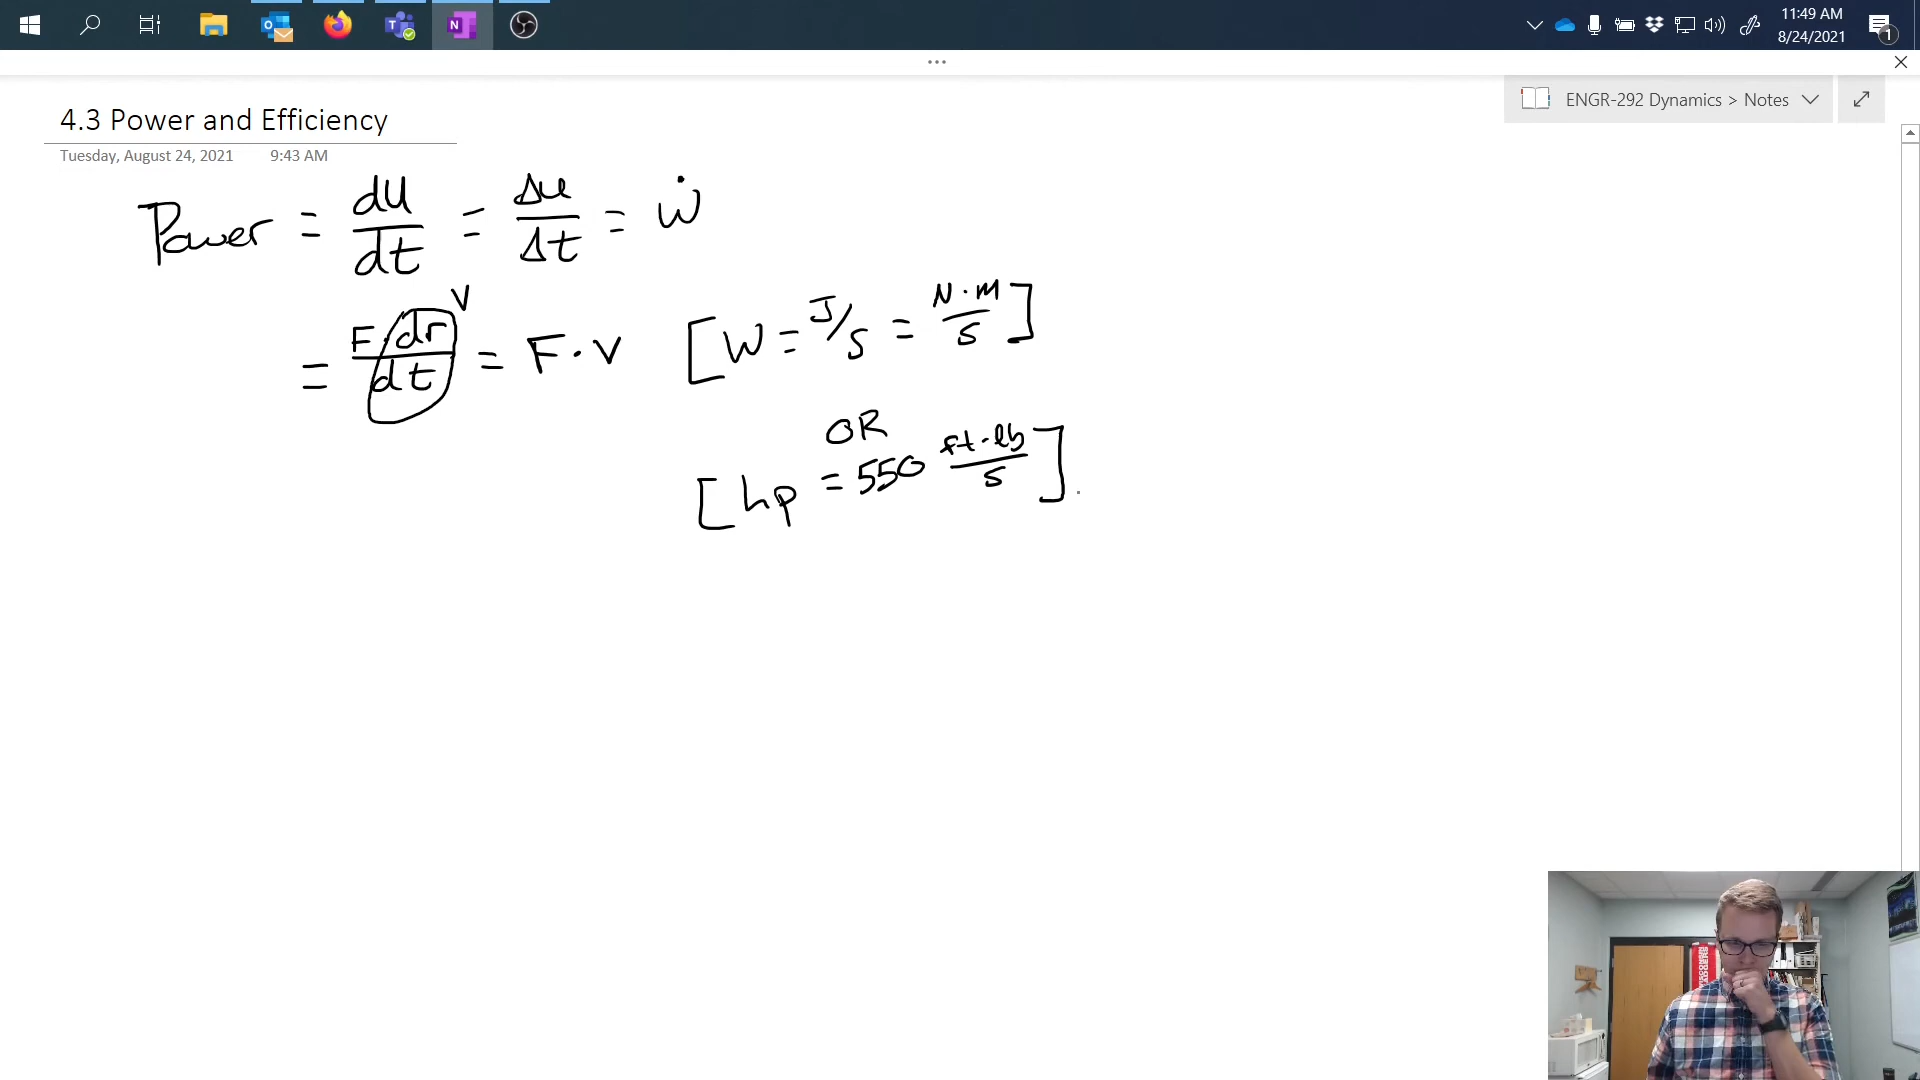 11:49 AM
8/24/2021
1
ENGR-292 Dynamics > Notes
4.3 Power and Efficiency
Tuesday, August 24, 2021 9:43 AM
Power = dU/dt = ΔU/Δt = Ẇ
= F·dr/dt = F·V [W = J/s = N·M/s]
V
OR
[hp = 550 ft·lb/s]